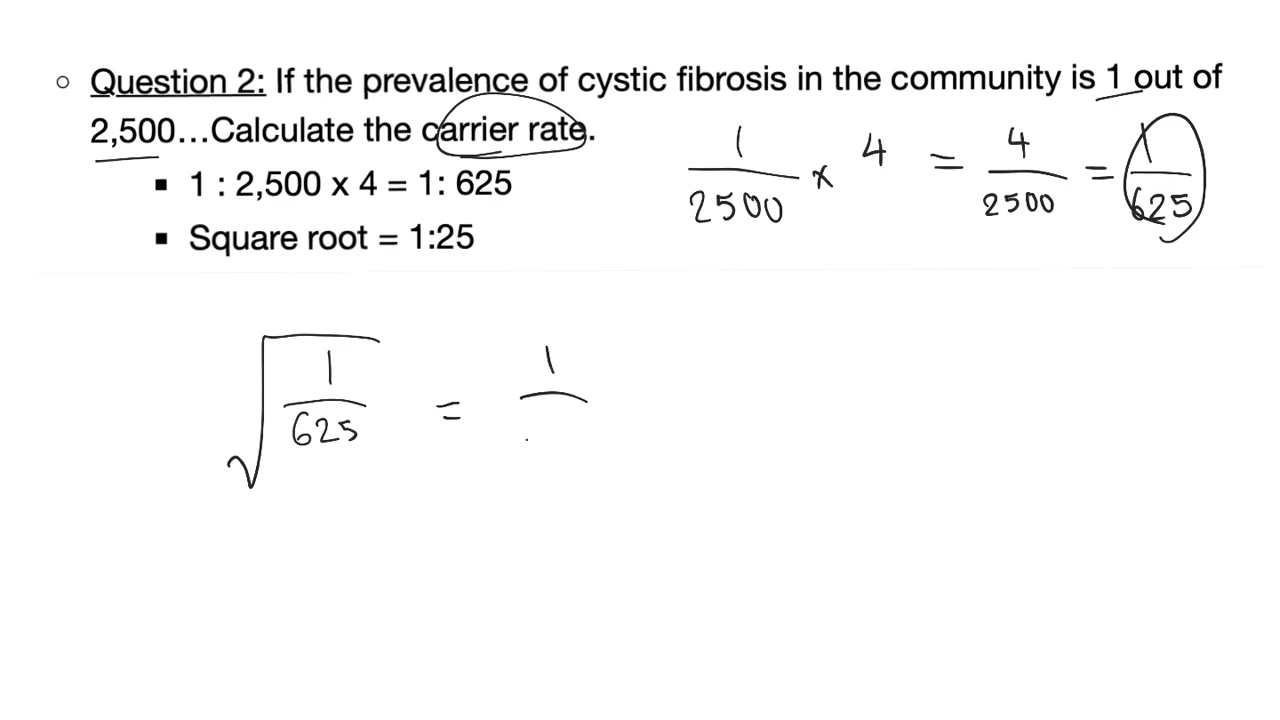 ○ Question 2: If the prevalence of cystic fibrosis in the community is 1 out of
2,500...Calculate the carrier rate.
▪ 1 : 2,500 x 4 = 1: 625
▪ Square root = 1:25
1/2500 x 4 = 4/2500 = 1/625
√(1/625) = 1/